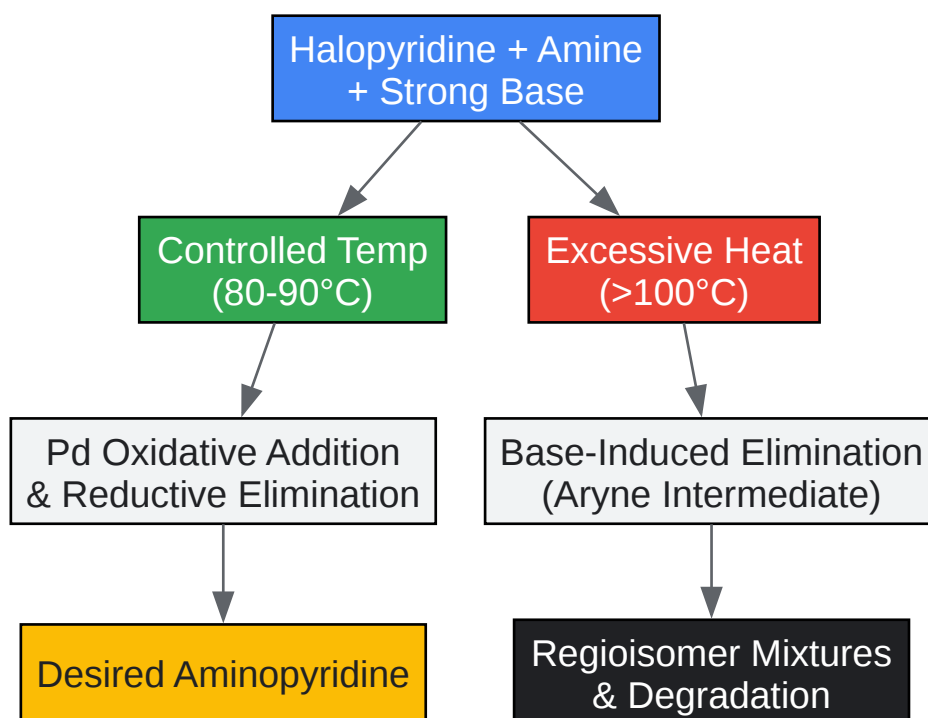 Halopyridine + Amine
+ Strong Base
Controlled Temp
(80-90°C)
Excessive Heat
(>100°C)
Pd Oxidative Addition
& Reductive Elimination
Base-Induced Elimination
(Aryne Intermediate)
Desired Aminopyridine
Regioisomer Mixtures
& Degradation